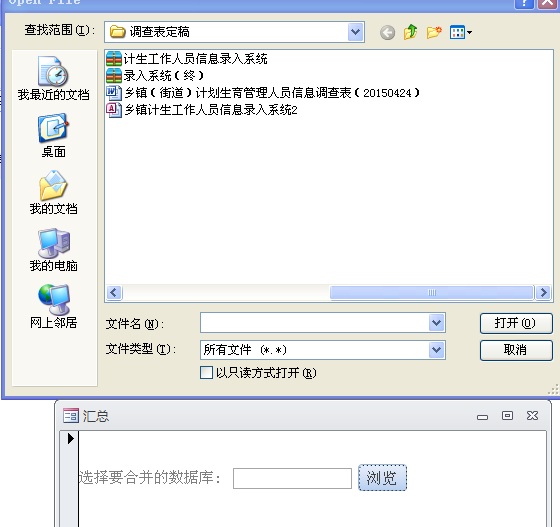 Open File
查找范围(I):
调查表定稿
我最近的文档
桌面
我的文档
我的电脑
网上邻居
计生工作人员信息录入系统
录入系统（终）
乡镇（街道）计划生育管理人员信息调查表（20150424）
乡镇计生工作人员信息录入系统2
文件名(N):
打开(O)
文件类型(T):
所有文件 (*.*)
取消
以只读方式打开(R)
汇总
选择要合并的数据库：
浏览